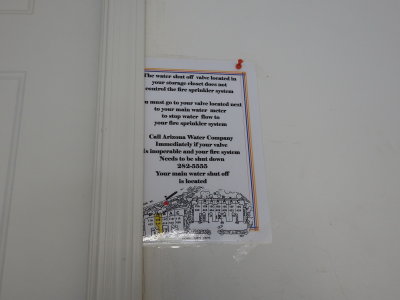 The water shut off valve located in
your storage closet does not
control the fire sprinkler system
u must go to your valve located next
to your main water meter
to stop water flow to
your fire sprinkler system
Call Arizona Water Company
Immediately if your valve
is inoperable and your fire system
Needs to be shut down
282-5555
Your main water shut off
is located